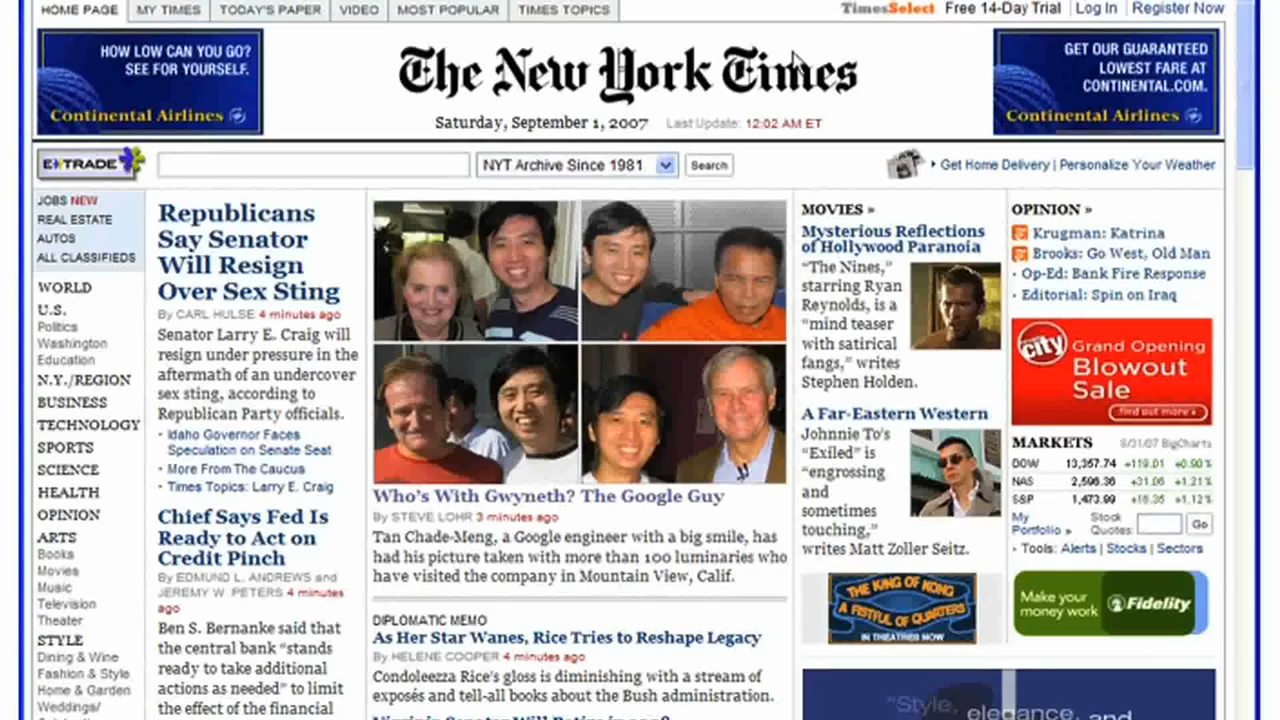 HOME PAGE
MY TIMES
TODAY'S PAPER
VIDEO
MOST POPULAR
TIMES TOPICS
TimesSelect Free 14-Day Trial
Log In
Register Now
HOW LOW CAN YOU GO?
SEE FOR YOURSELF.
Continental Airlines
The New York Times
Saturday, September 1, 2007 Last Update: 12:02 AM ET
GET OUR GUARANTEED
LOWEST FARE AT
CONTINENTAL.COM.
Continental Airlines
E*TRADE
NYT Archive Since 1981
Search
Get Home Delivery | Personalize Your Weather
JOBS NEW
REAL ESTATE
AUTOS
ALL CLASSIFIEDS
WORLD
U.S.
Politics
Washington
Education
N.Y./REGION
BUSINESS
TECHNOLOGY
SPORTS
SCIENCE
HEALTH
OPINION
ARTS
Books
Movies
Music
Television
Theater
STYLE
Dining & Wine
Fashion & Style
Home & Garden
Weddings/
Republicans
Say Senator
Will Resign
Over Sex Sting
By CARL HULSE 4 minutes ago
Senator Larry E. Craig will
resign under pressure in the
aftermath of an undercover
sex sting, according to
Republican Party officials.
· Idaho Governor Faces
Speculation on Senate Seat
· More From The Caucus
· Times Topics: Larry E. Craig
Chief Says Fed Is
Ready to Act on
Credit Pinch
By EDMUND L. ANDREWS and
JEREMY W. PETERS 4 minutes
ago
Ben S. Bernanke said that
the central bank “stands
ready to take additional
actions as needed” to limit
the effect of the financial
Who's With Gwyneth? The Google Guy
By STEVE LOHR 3 minutes ago
Tan Chade-Meng, a Google engineer with a big smile, has
had his picture taken with more than 100 luminaries who
have visited the company in Mountain View, Calif.
DIPLOMATIC MEMO
As Her Star Wanes, Rice Tries to Reshape Legacy
By HELENE COOPER 4 minutes ago
Condoleezza Rice's gloss is diminishing with a stream of
exposés and tell-all books about the Bush administration.
Virginia Senator Will Retire in 2008
MOVIES »
Mysterious Reflections
of Hollywood Paranoia
“The Nines,”
starring Ryan
Reynolds, is a
“mind teaser
with satirical
fangs,” writes
Stephen Holden.
A Far-Eastern Western
Johnnie To's
“Exiled” is
“engrossing
and
sometimes
touching,”
writes Matt Zoller Seitz.
THE KING OF KONG
A FISTFUL OF QUARTERS
IN THEATRES NOW
OPINION »
Krugman: Katrina
Brooks: Go West, Old Man
· Op-Ed: Bank Fire Response
· Editorial: Spin on Iraq
circuit city
Grand Opening
Blowout
Sale
find out more ▸
MARKETS 8/31/07 BigCharts
DOW 13,357.74 +119.01 +0.90%
NAS 2,596.36 +31.06 +1.21%
S&P 1,473.99 +16.35 +1.12%
My
Portfolio »
Stock
Quotes:
Go
· Tools: Alerts | Stocks | Sectors
Make your
money work
Fidelity
“Style,
elegance, and